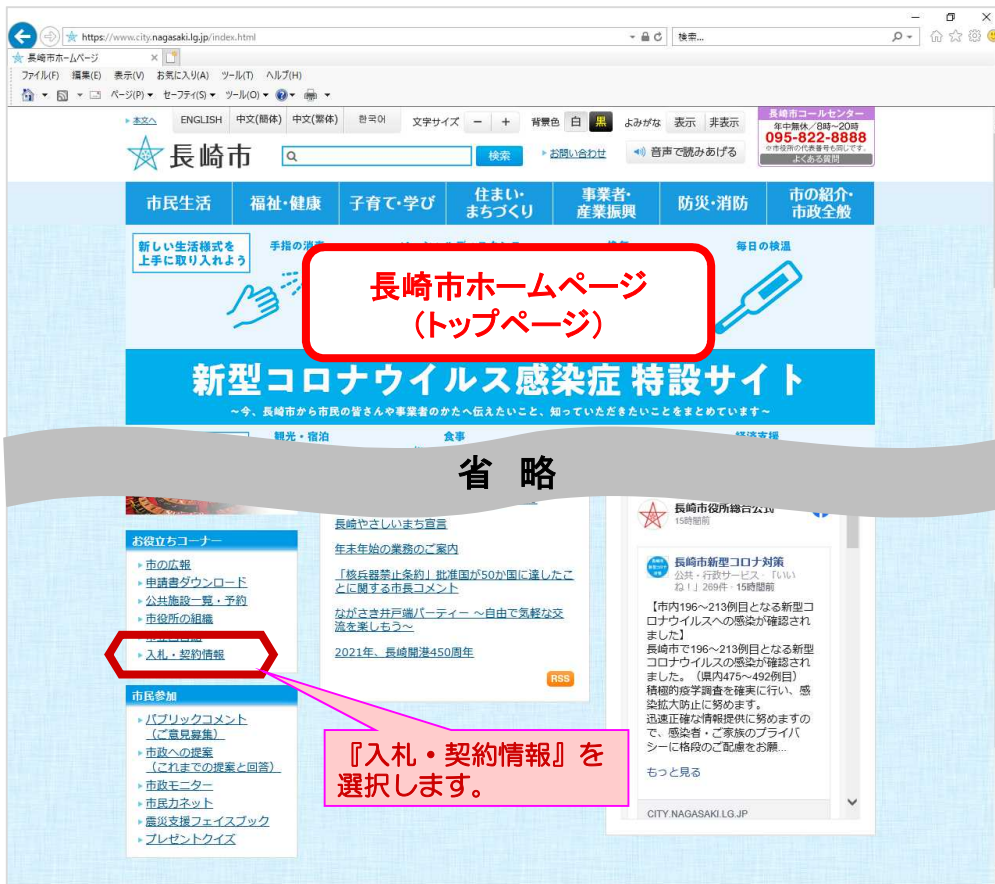 https://www.city.nagasaki.lg.jp/index.html
検索...
長崎市ホームページ
ファイル(F) 編集(E) 表示(V) お気に入り(A) ツール(T) ヘルプ(H)
ページ(P) セーフティ(S) ツール(O)
本文へ ENGLISH 中文(簡体) 中文(繁体) 한국어 文字サイズ － ＋ 背景色 白 黒 よみがな 表示 非表示
長崎市コールセンター
年中無休／8時～20時
095-822-8888
※市役所の代表番号も同じです。
よくある質問
長崎市 検索 お問い合わせ 音声で読みあげる
市民生活 福祉・健康 子育て・学び 住まい・まちづくり 事業者・産業振興 防災・消防 市の紹介・市政全般
新しい生活様式を
上手に取り入れよう
手指の消毒
毎日の検温
長崎市ホームページ
（トップページ）
新型コロナウイルス感染症 特設サイト
～今、長崎市から市民の皆さんや事業者のかたへ伝えたいこと、知っていただきたいことをまとめています～
観光・宿泊 食事 経済支援
省 略
お役立ちコーナー
市の広報
申請書ダウンロード
公共施設一覧・予約
市役所の組織
入札・契約情報
市民参加
パブリックコメント
（ご意見募集）
市政への提案
（これまでの提案と回答）
市政モニター
市民力ネット
震災支援フェイスブック
プレゼントクイズ
長崎やさしいまち宣言
年末年始の業務のご案内
「核兵器禁止条約」批准国が50か国に達したこ
とに関する市長コメント
ながさき井戸端パーティー ～自由で気軽な交
流を楽しもう～
2021年、長崎開港450周年
RSS
『入札・契約情報』を
選択します。
長崎市役所総合公式
15時間前
長崎市新型コロナ対策
公共・行政サービス・「いい
ね！」269件・15時間前
【市内196～213例目となる新型コ
ロナウイルスへの感染が確認され
ました】
長崎市で196～213例目となる新型
コロナウイルスの感染が確認され
ました。（県内475～492例目）
積極的疫学調査を確実に行い、感
染拡大防止に努めます。
迅速正確な情報提供に努めますの
で、感染者・ご家族のプライバ
シーに格段のご配慮をお願...
もっと見る
CITY.NAGASAKI.LG.JP